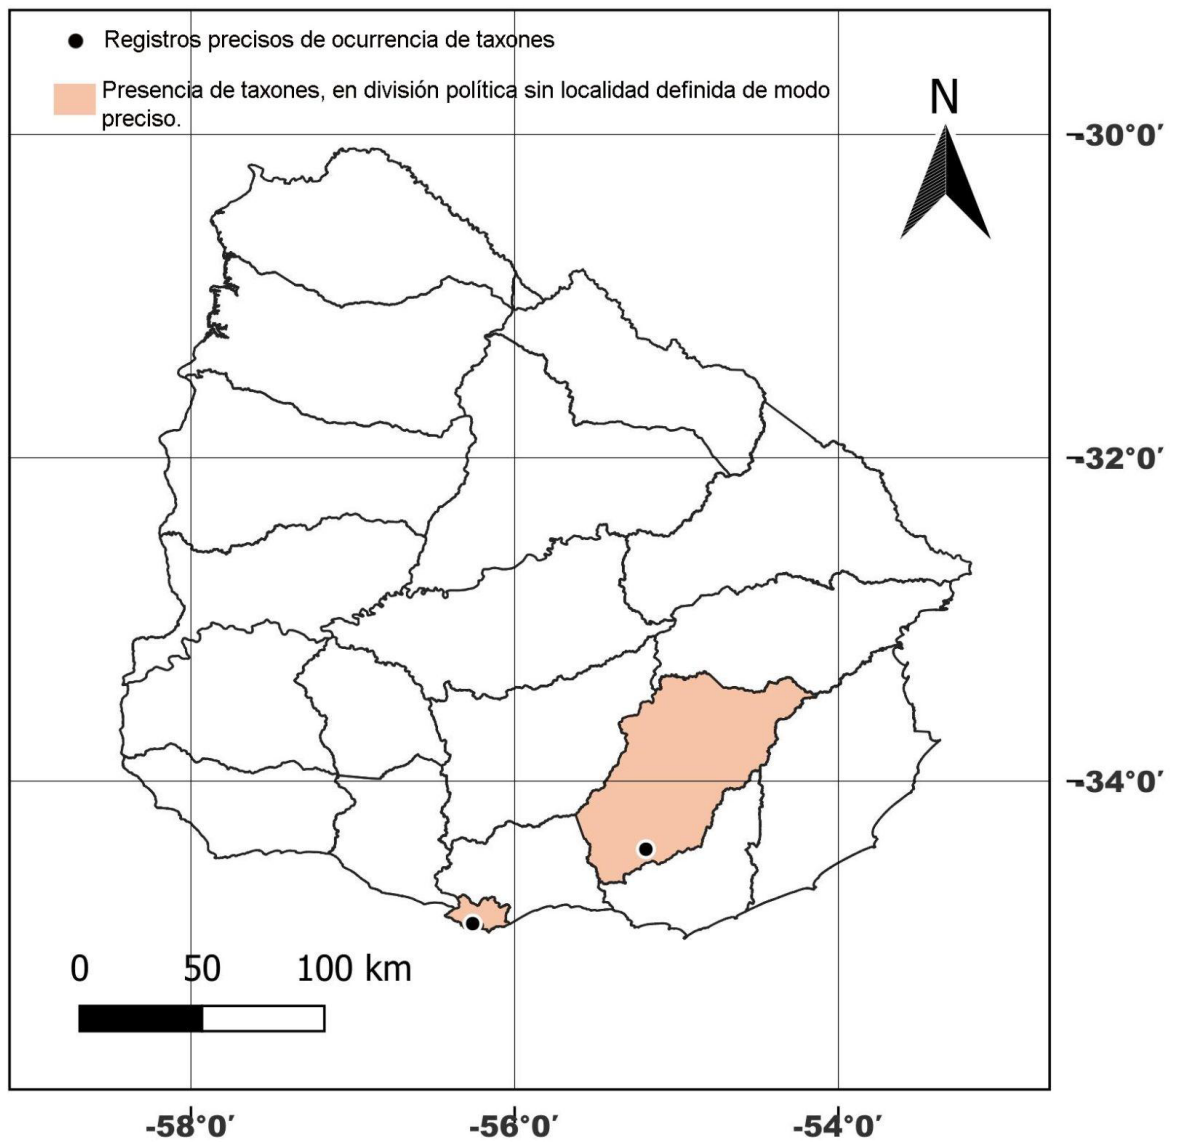 Registros precisos de ocurrencia de taxones
Presencia de taxones, en división política sin localidad definida de modo
preciso.
N
-30°0′
-32°0′
-34°0′
0 50 100 km
-58°0′ -56°0′ -54°0′